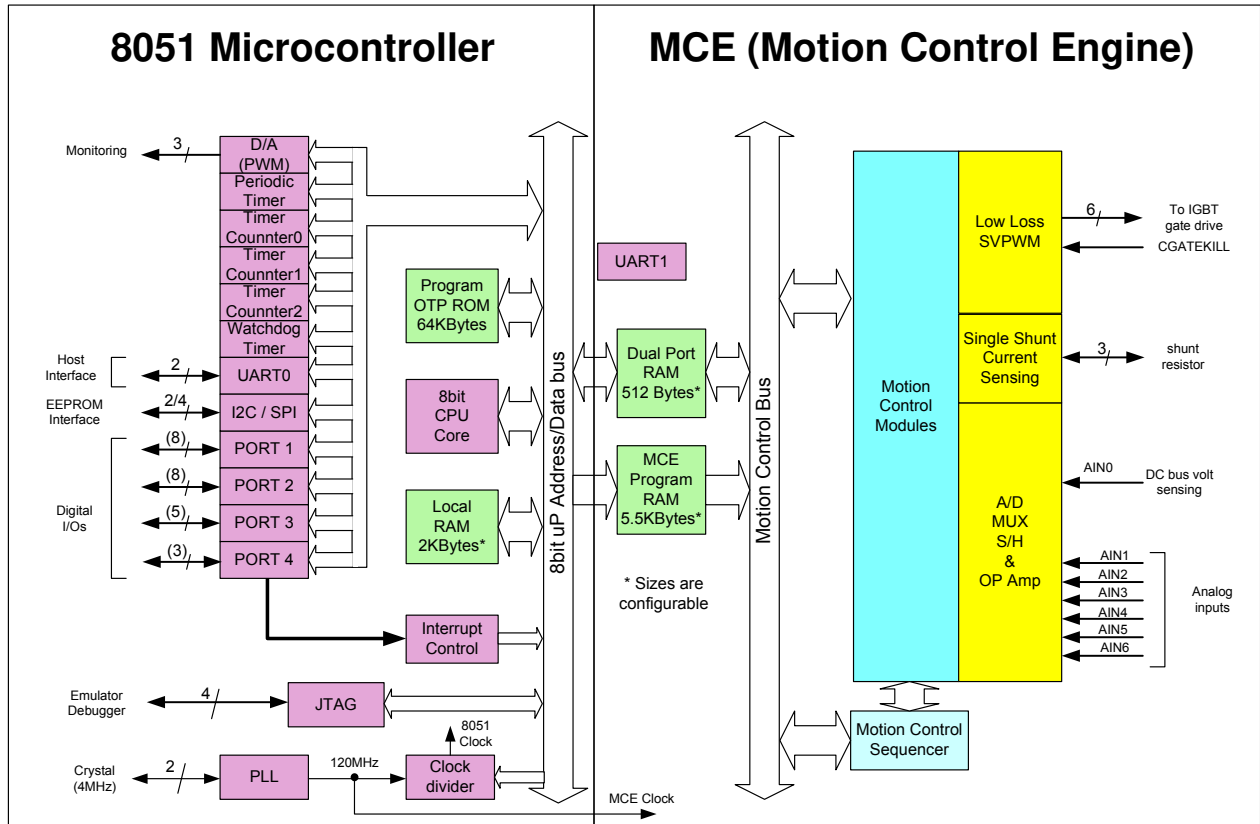 8051 Microcontroller
MCE (Motion Control Engine)
Monitoring
3
D/A
(PWM)
Periodic
Timer
Timer
Counnter0
Timer
Counnter1
Timer
Counnter2
Watchdog
Timer
Host
Interface
2
UART0
EEPROM
Interface
2/4
I2C / SPI
Digital
I/Os
(8)
PORT 1
(8)
PORT 2
(5)
PORT 3
(3)
PORT 4
Program
OTP ROM
64KBytes
8bit
CPU
Core
Local
RAM
2KBytes*
Interrupt
Control
Emulator
Debugger
4
JTAG
8051
Clock
Crystal
(4MHz)
2
PLL
120MHz
Clock
divider
MCE Clock
8bit uP Address/Data bus
UART1
Dual Port
RAM
512 Bytes*
MCE
Program
RAM
5.5KBytes*
* Sizes are
configurable
Motion Control Bus
Motion
Control
Modules
Low Loss
SVPWM
6
To IGBT
gate drive
CGATEKILL
Single Shunt
Current
Sensing
3
shunt
resistor
A/D
MUX
S/H
&
OP Amp
AIN0
DC bus volt
sensing
AIN1
AIN2
AIN3
AIN4
AIN5
AIN6
Analog
inputs
Motion Control
Sequencer